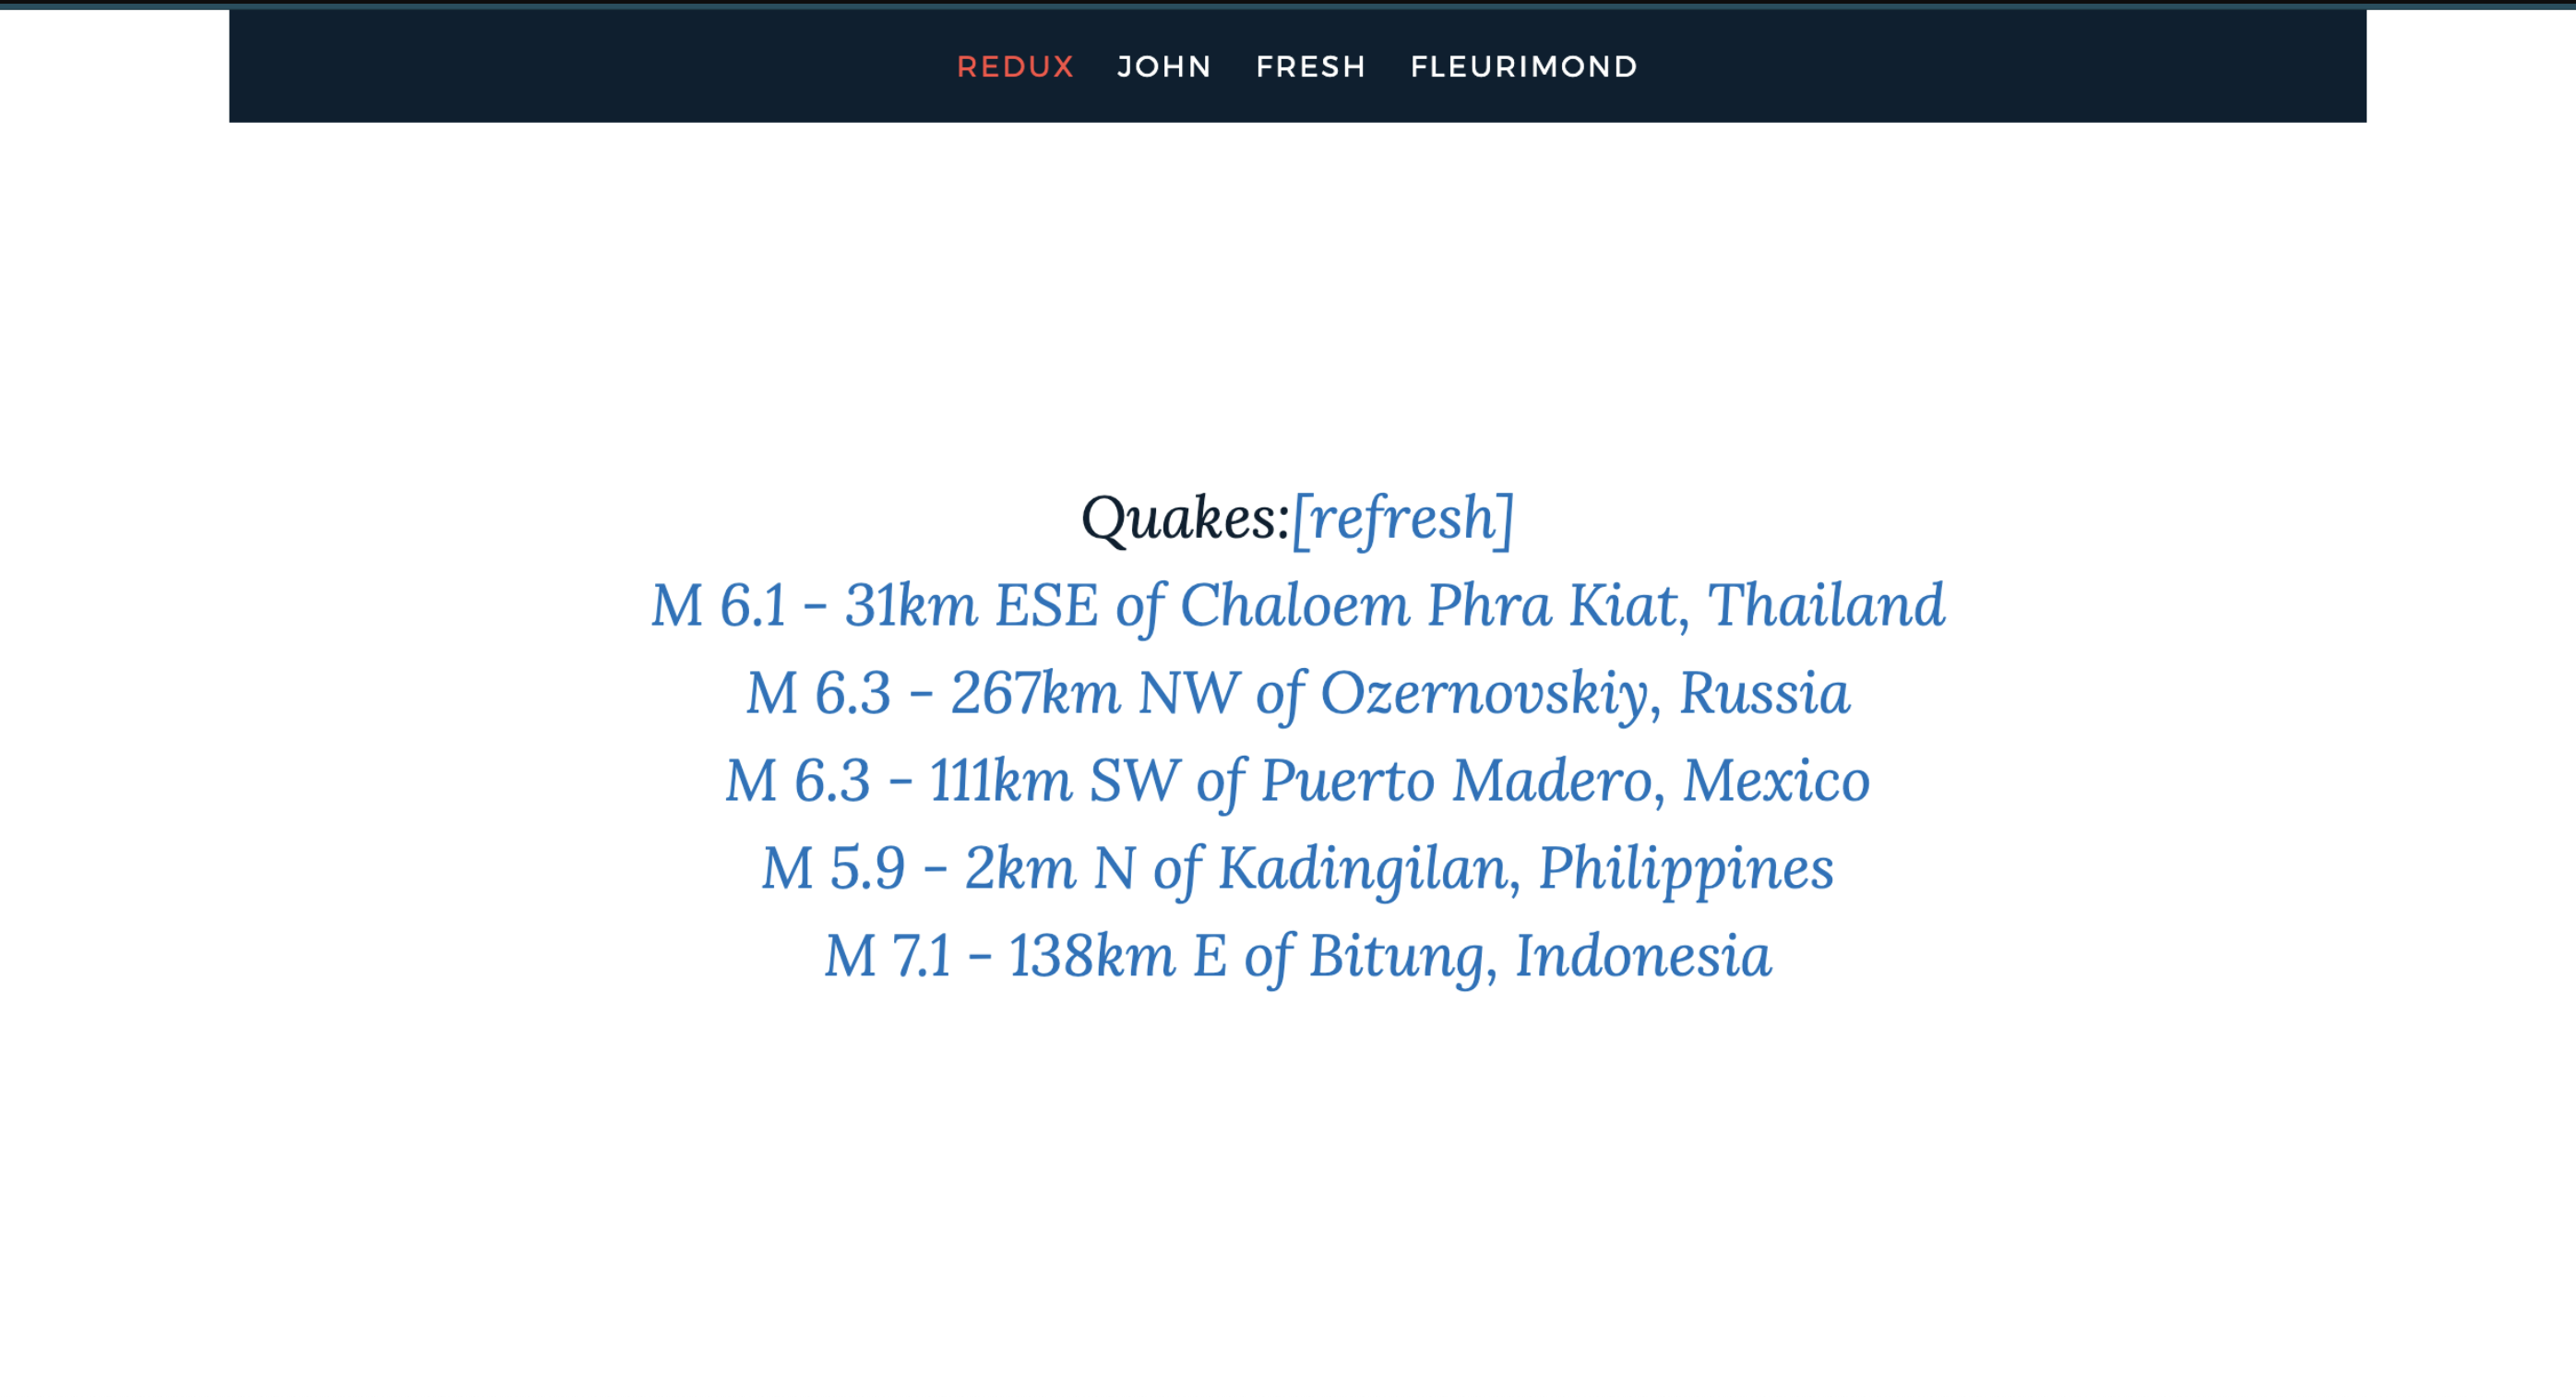 REDUX JOHN FRESH FLEURIMOND
Quakes:[refresh]
M 6.1 - 31km ESE of Chaloem Phra Kiat, Thailand
M 6.3 - 267km NW of Ozernovskiy, Russia
M 6.3 - 111km SW of Puerto Madero, Mexico
M 5.9 - 2km N of Kadingilan, Philippines
M 7.1 - 138km E of Bitung, Indonesia